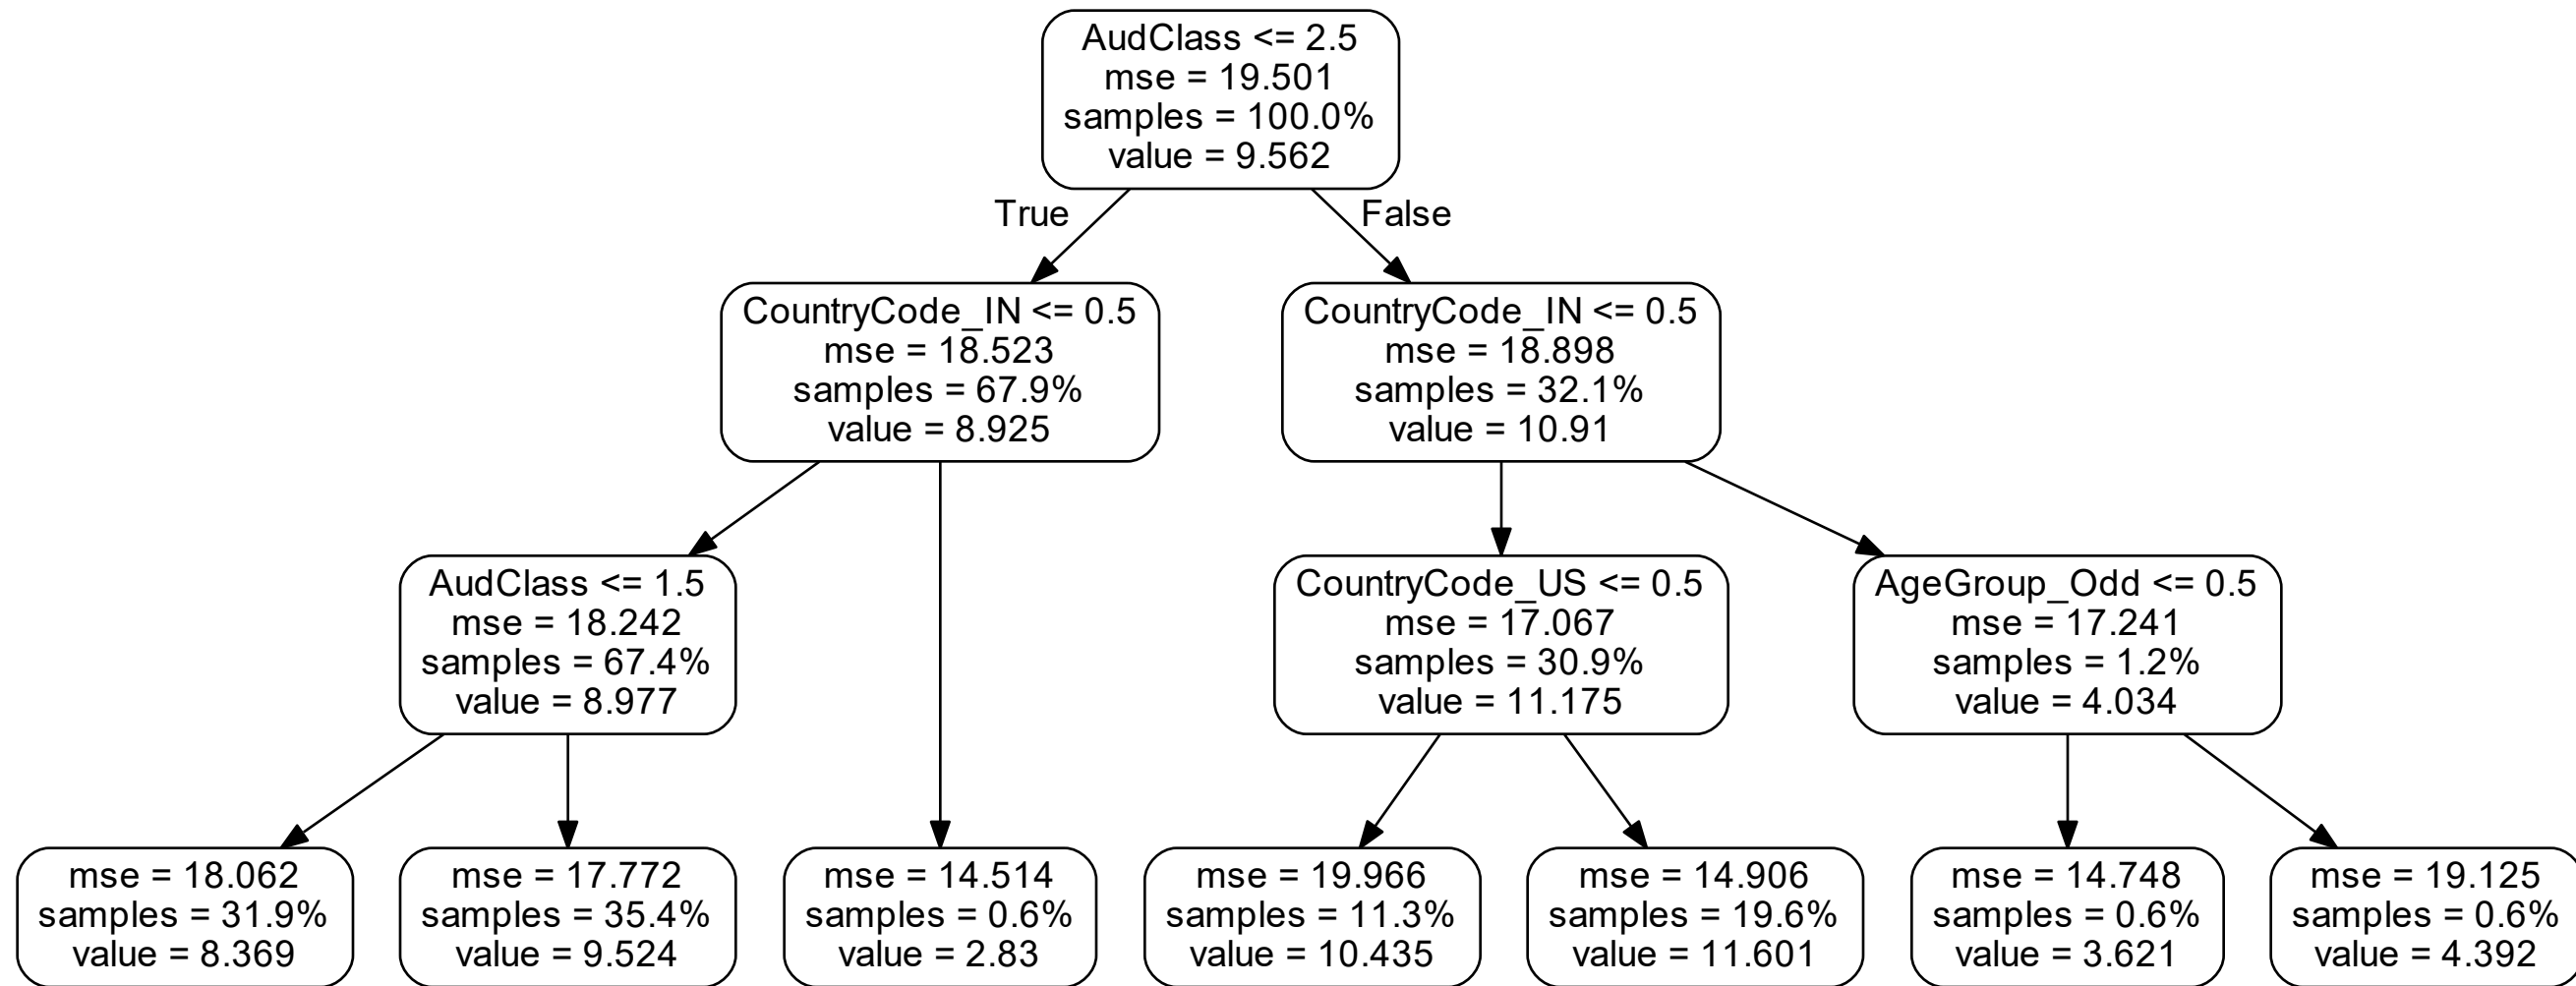 AudClass <= 2.5
mse = 19.501
samples = 100.0%
value = 9.562
True
False
CountryCode_IN <= 0.5
mse = 18.523
samples = 67.9%
value = 8.925
CountryCode_IN <= 0.5
mse = 18.898
samples = 32.1%
value = 10.91
AudClass <= 1.5
mse = 18.242
samples = 67.4%
value = 8.977
CountryCode_US <= 0.5
mse = 17.067
samples = 30.9%
value = 11.175
AgeGroup_Odd <= 0.5
mse = 17.241
samples = 1.2%
value = 4.034
mse = 18.062
samples = 31.9%
value = 8.369
mse = 17.772
samples = 35.4%
value = 9.524
mse = 14.514
samples = 0.6%
value = 2.83
mse = 19.966
samples = 11.3%
value = 10.435
mse = 14.906
samples = 19.6%
value = 11.601
mse = 14.748
samples = 0.6%
value = 3.621
mse = 19.125
samples = 0.6%
value = 4.392